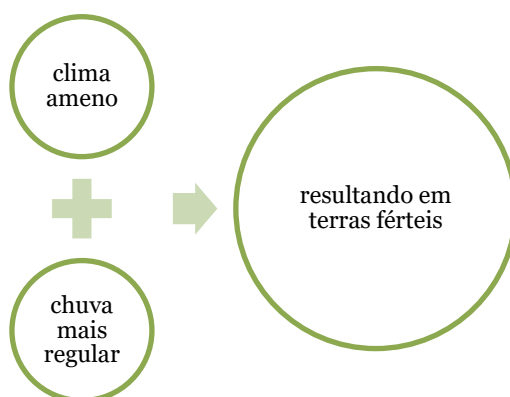 clima
ameno
chuva
mais
regular
resultando em
terras férteis